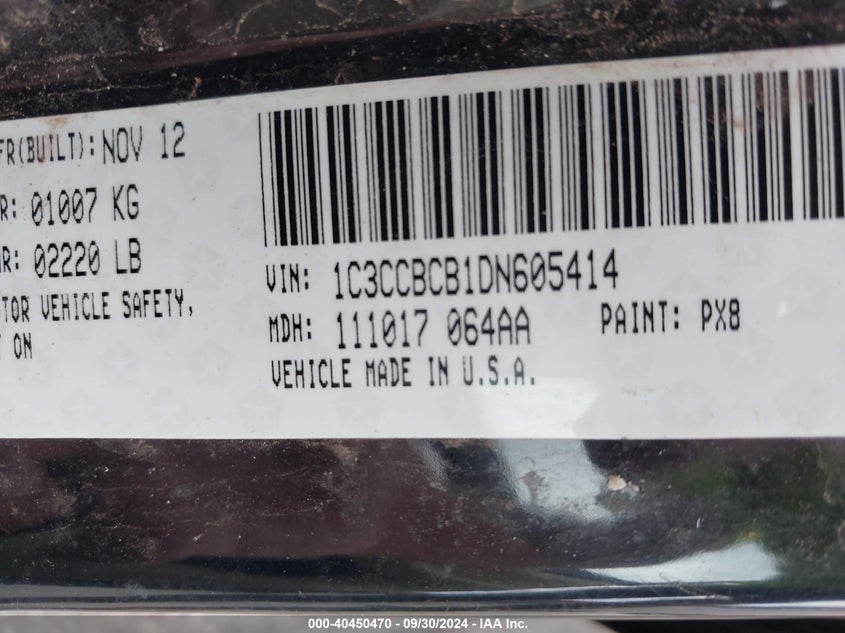 FR(BUILT): NOV 12
R: 01007 KG
R: 02220 LB
TOR VEHICLE SAFETY,
ON
VIN: 1C3CCBCB1DN605414
MDH: 111017 064AA PAINT: PX8
VEHICLE MADE IN U.S.A.
000-40450470 - 09/30/2024 - IAA Inc.